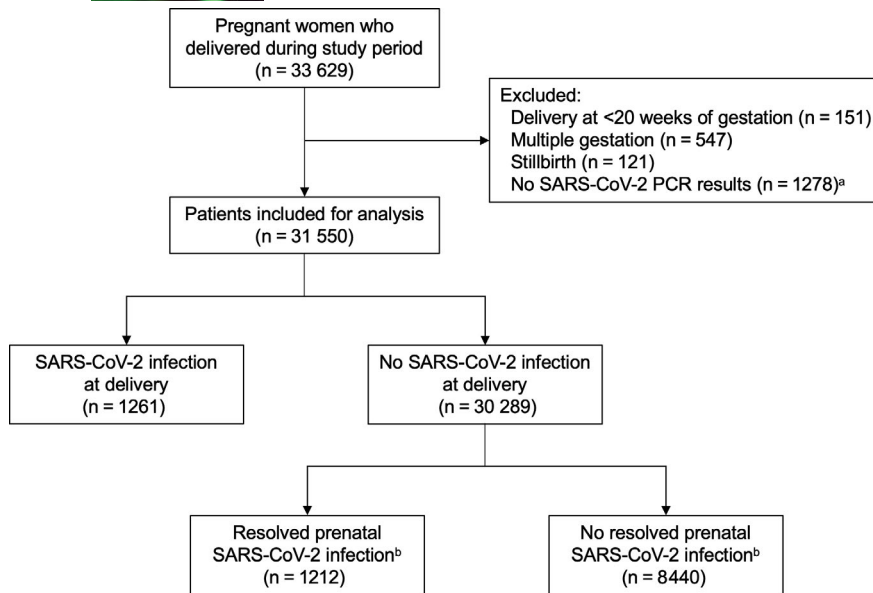 Pregnant women who
delivered during study period
(n = 33 629)
Excluded:
Delivery at <20 weeks of gestation (n = 151)
Multiple gestation (n = 547)
Stillbirth (n = 121)
No SARS-CoV-2 PCR results (n = 1278)ᵃ
Patients included for analysis
(n = 31 550)
SARS-CoV-2 infection
at delivery
(n = 1261)
No SARS-CoV-2 infection
at delivery
(n = 30 289)
Resolved prenatal
SARS-CoV-2 infectionᵇ
(n = 1212)
No resolved prenatal
SARS-CoV-2 infectionᵇ
(n = 8440)